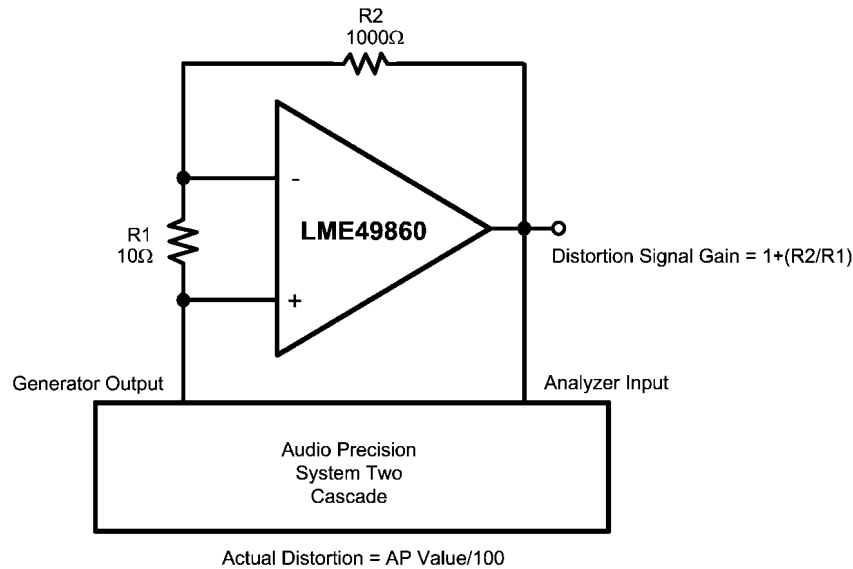 R2
1000Ω
-
LME49860
R1
10Ω
Distortion Signal Gain = 1+(R2/R1)
+
Generator Output
Analyzer Input
Audio Precision
System Two
Cascade
Actual Distortion = AP Value/100